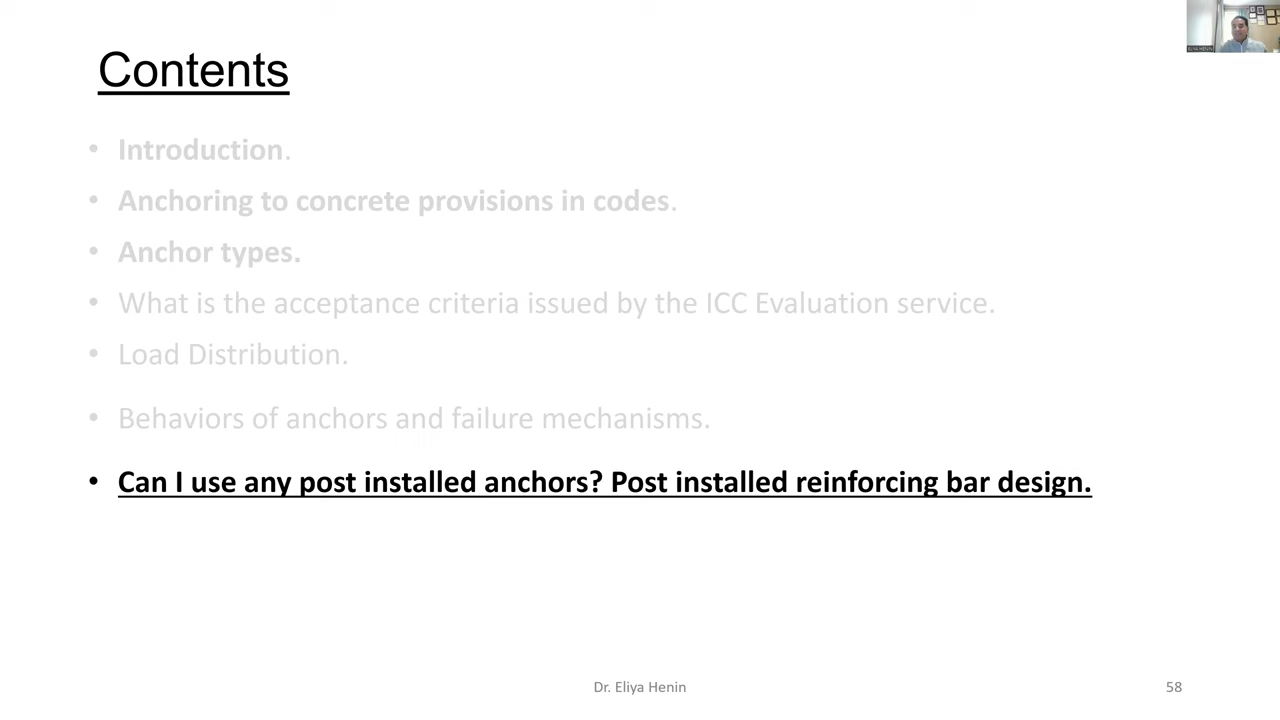 Contents
• Introduction.
• Anchoring to concrete provisions in codes.
• Anchor types.
• What is the acceptance criteria issued by the ICC Evaluation service.
• Load Distribution.
• Behaviors of anchors and failure mechanisms.
• Can I use any post installed anchors? Post installed reinforcing bar design.
Dr. Eliya Henin
58